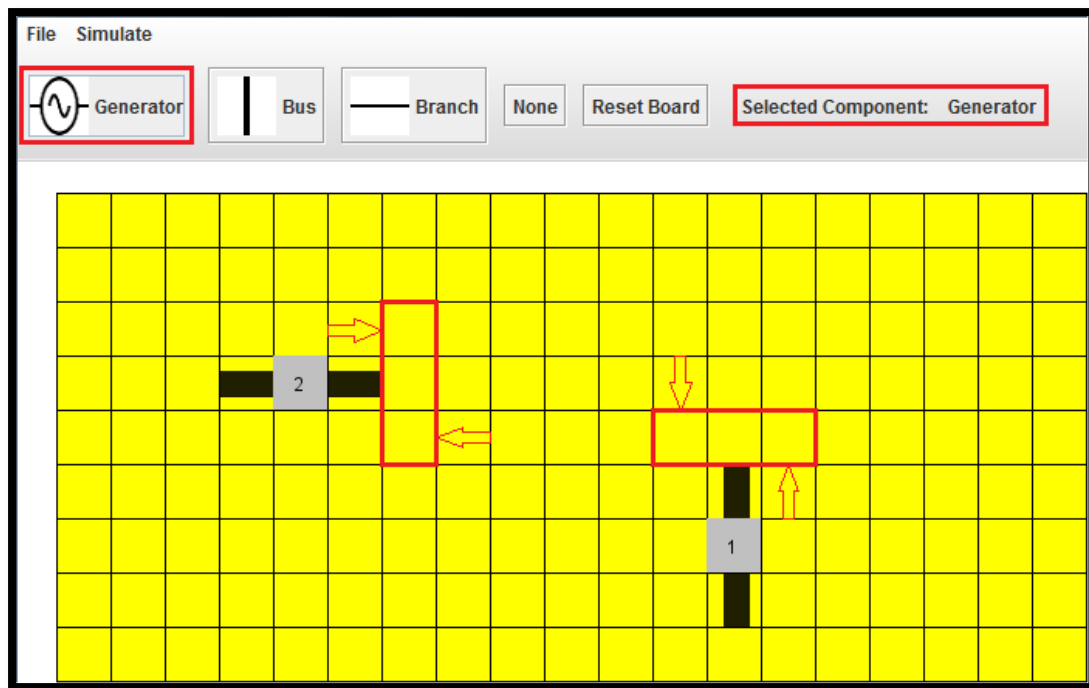 File Simulate
Generator Bus Branch None Reset Board Selected Component: Generator
2
1